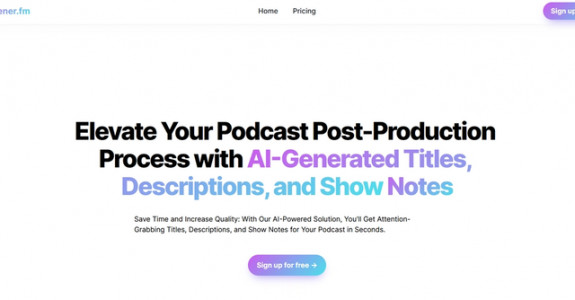 ener.fm
Home Pricing
Sign up
Elevate Your Podcast Post-Production
Process with AI-Generated Titles,
Descriptions, and Show Notes
Save Time and Increase Quality: With Our AI-Powered Solution, You'll Get Attention-
Grabbing Titles, Descriptions, and Show Notes for Your Podcast in Seconds.
Sign up for free →